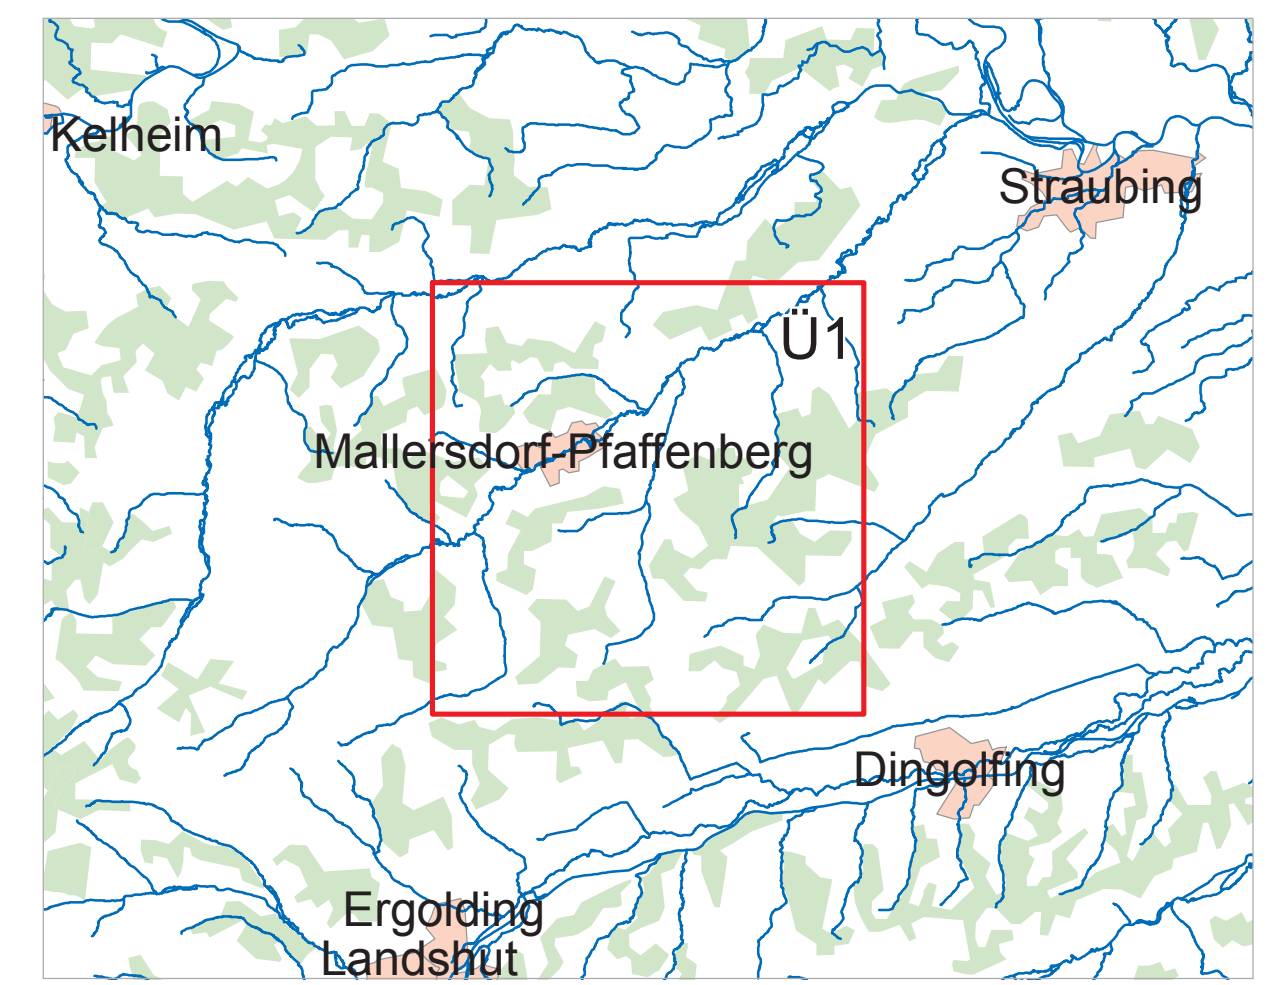 Kelheim
Straubing
Ü1
Mallersdorf-Pfaffenberg
Dingolfing
Ergolding
Landshut